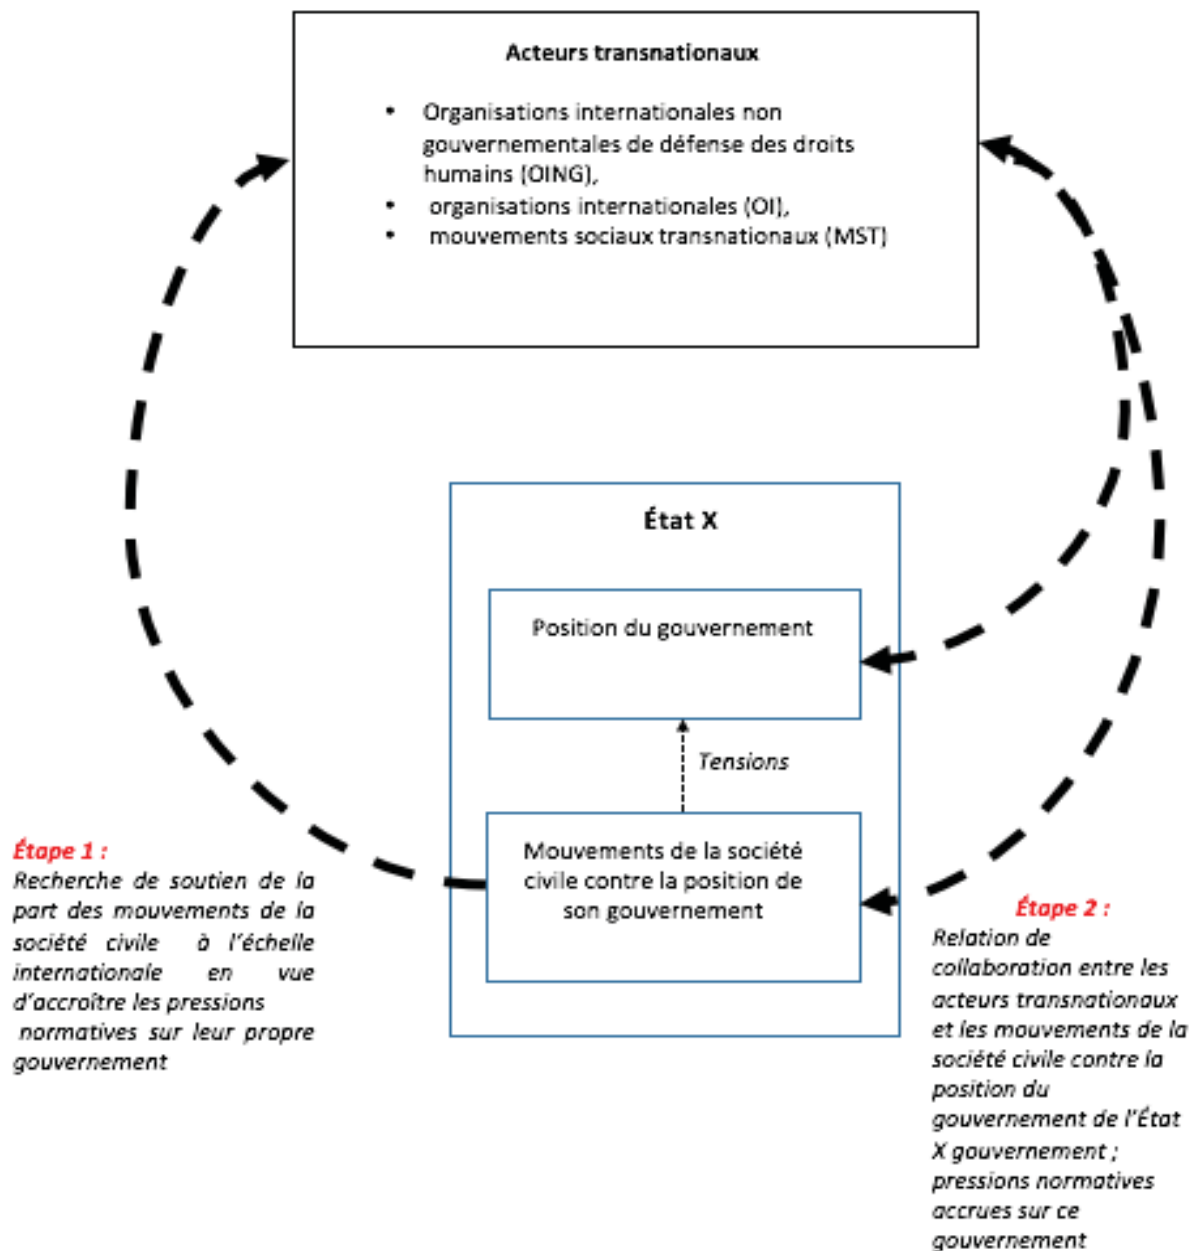 Acteurs transnationaux
• Organisations internationales non
gouvernementales de défense des droits
humains (OING),
• organisations internationales (OI),
• mouvements sociaux transnationaux (MST)
État X
Position du gouvernement
Tensions
Mouvements de la société
civile contre la position de
son gouvernement
Étape 1 :
Recherche de soutien de la
part des mouvements de la
société civile à l'échelle
internationale en vue
d'accroître les pressions
normatives sur leur propre
gouvernement
Étape 2 :
Relation de
collaboration entre les
acteurs transnationaux
et les mouvements de la
société civile contre la
position du
gouvernement de l'État
X gouvernement ;
pressions normatives
accrues sur ce
gouvernement